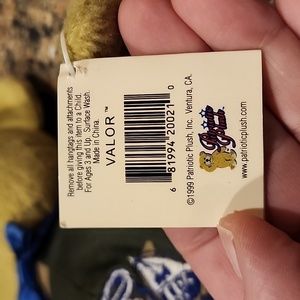 Remove all hangtags and attachments
before giving this item to a Child.
For Ages 3 and Up  Surface Wash.
Made in China.
VALOR™
6 81994 20021 0
©1999 Patriotic Plush, Inc. Ventura, CA.
www.patrioticplush.com